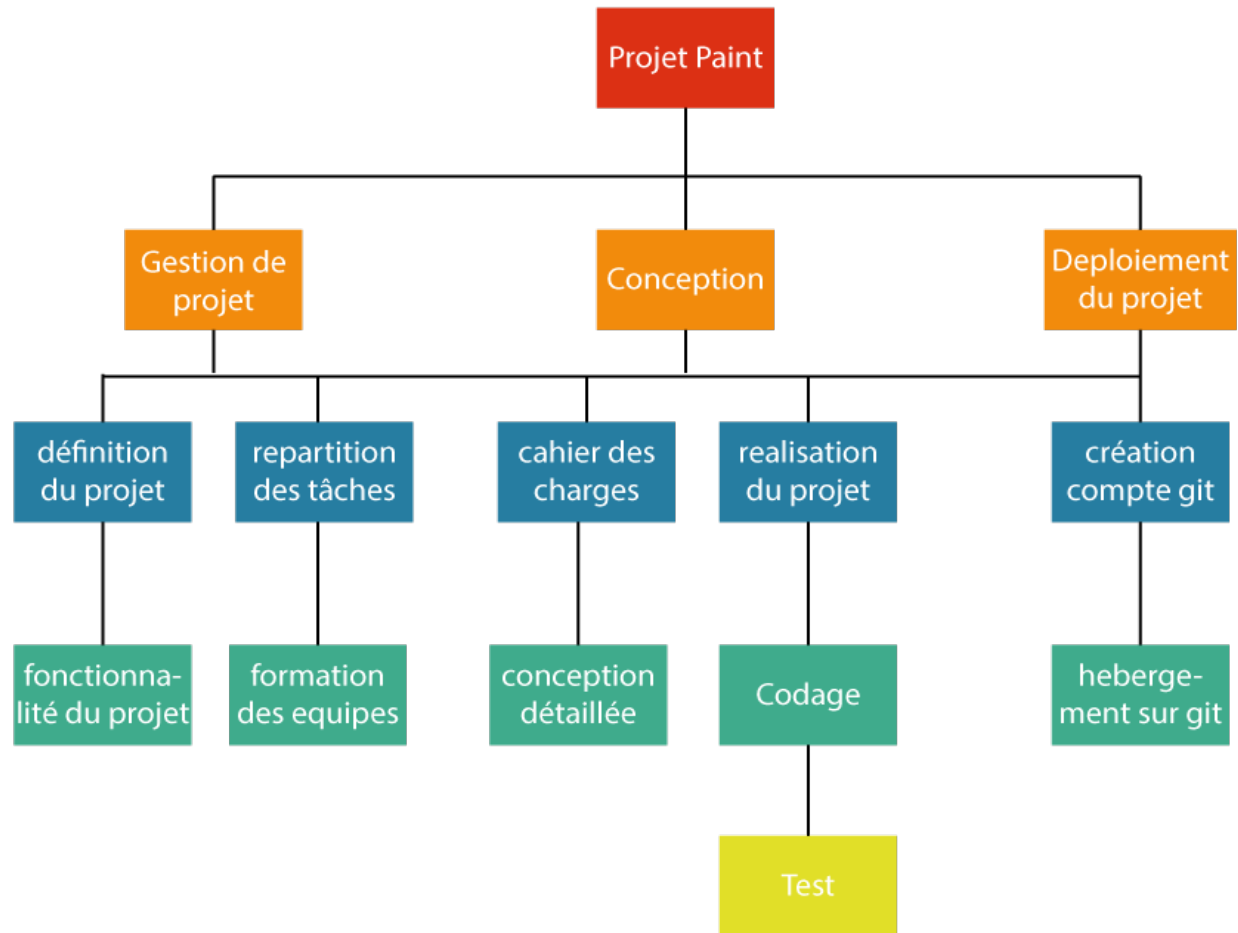 Projet Paint
Gestion de
projet
Conception
Deploiement
du projet
définition
du projet
repartition
des tâches
cahier des
charges
realisation
du projet
création
compte git
fonctionna-
lité du projet
formation
des equipes
conception
détaillée
Codage
heberge-
ment sur git
Test